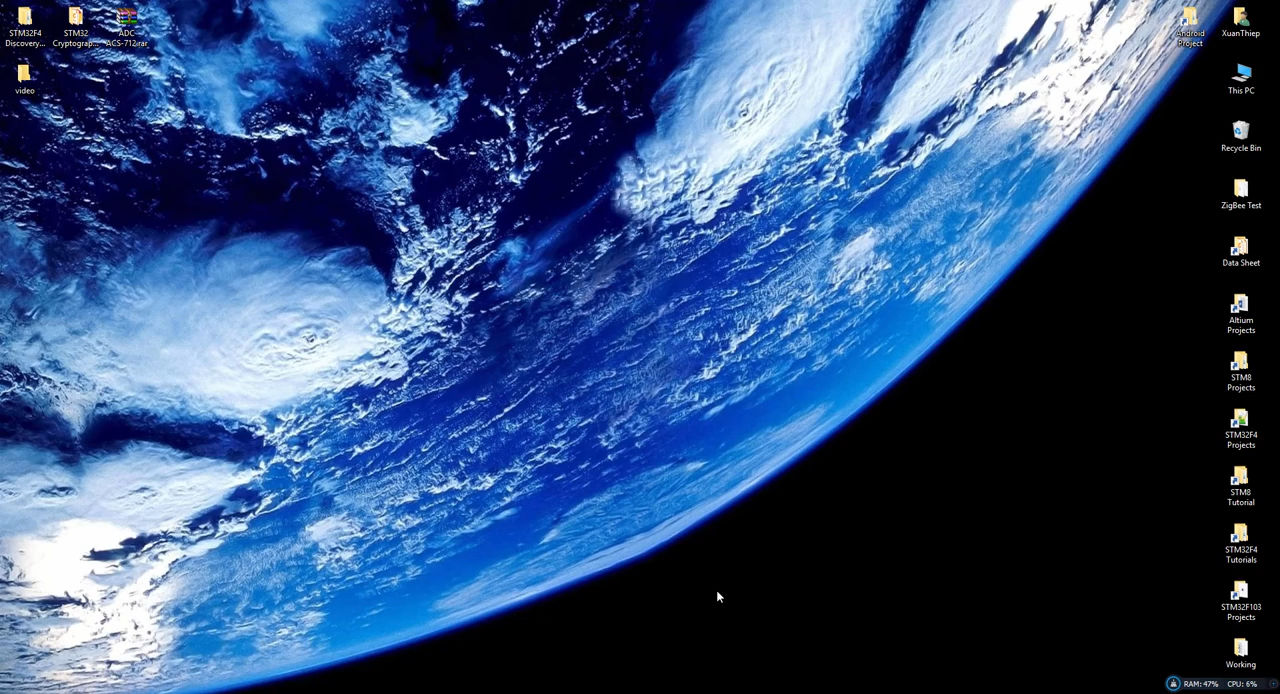 STM32F4
Discovery...
STM32
Cryptograp...
ADC
ACS-712.rar
video
Android
Project
XuanThiep
This PC
Recycle Bin
ZigBee Test
Data Sheet
Altium
Projects
STM8
Projects
STM32F4
Projects
STM8
Tutorial
STM32F4
Tutorials
STM32F103
Projects
Working
RAM: 47% CPU: 6%